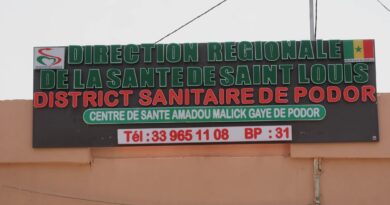 DIRECTION REGIONALE
DE LA SANTE DE SAINT LOUIS
DISTRICT SANITAIRE DE PODOR
CENTRE DE SANTE AMADOU MALICK GAYE DE PODOR
Tél : 33 965 11 08 BP : 31